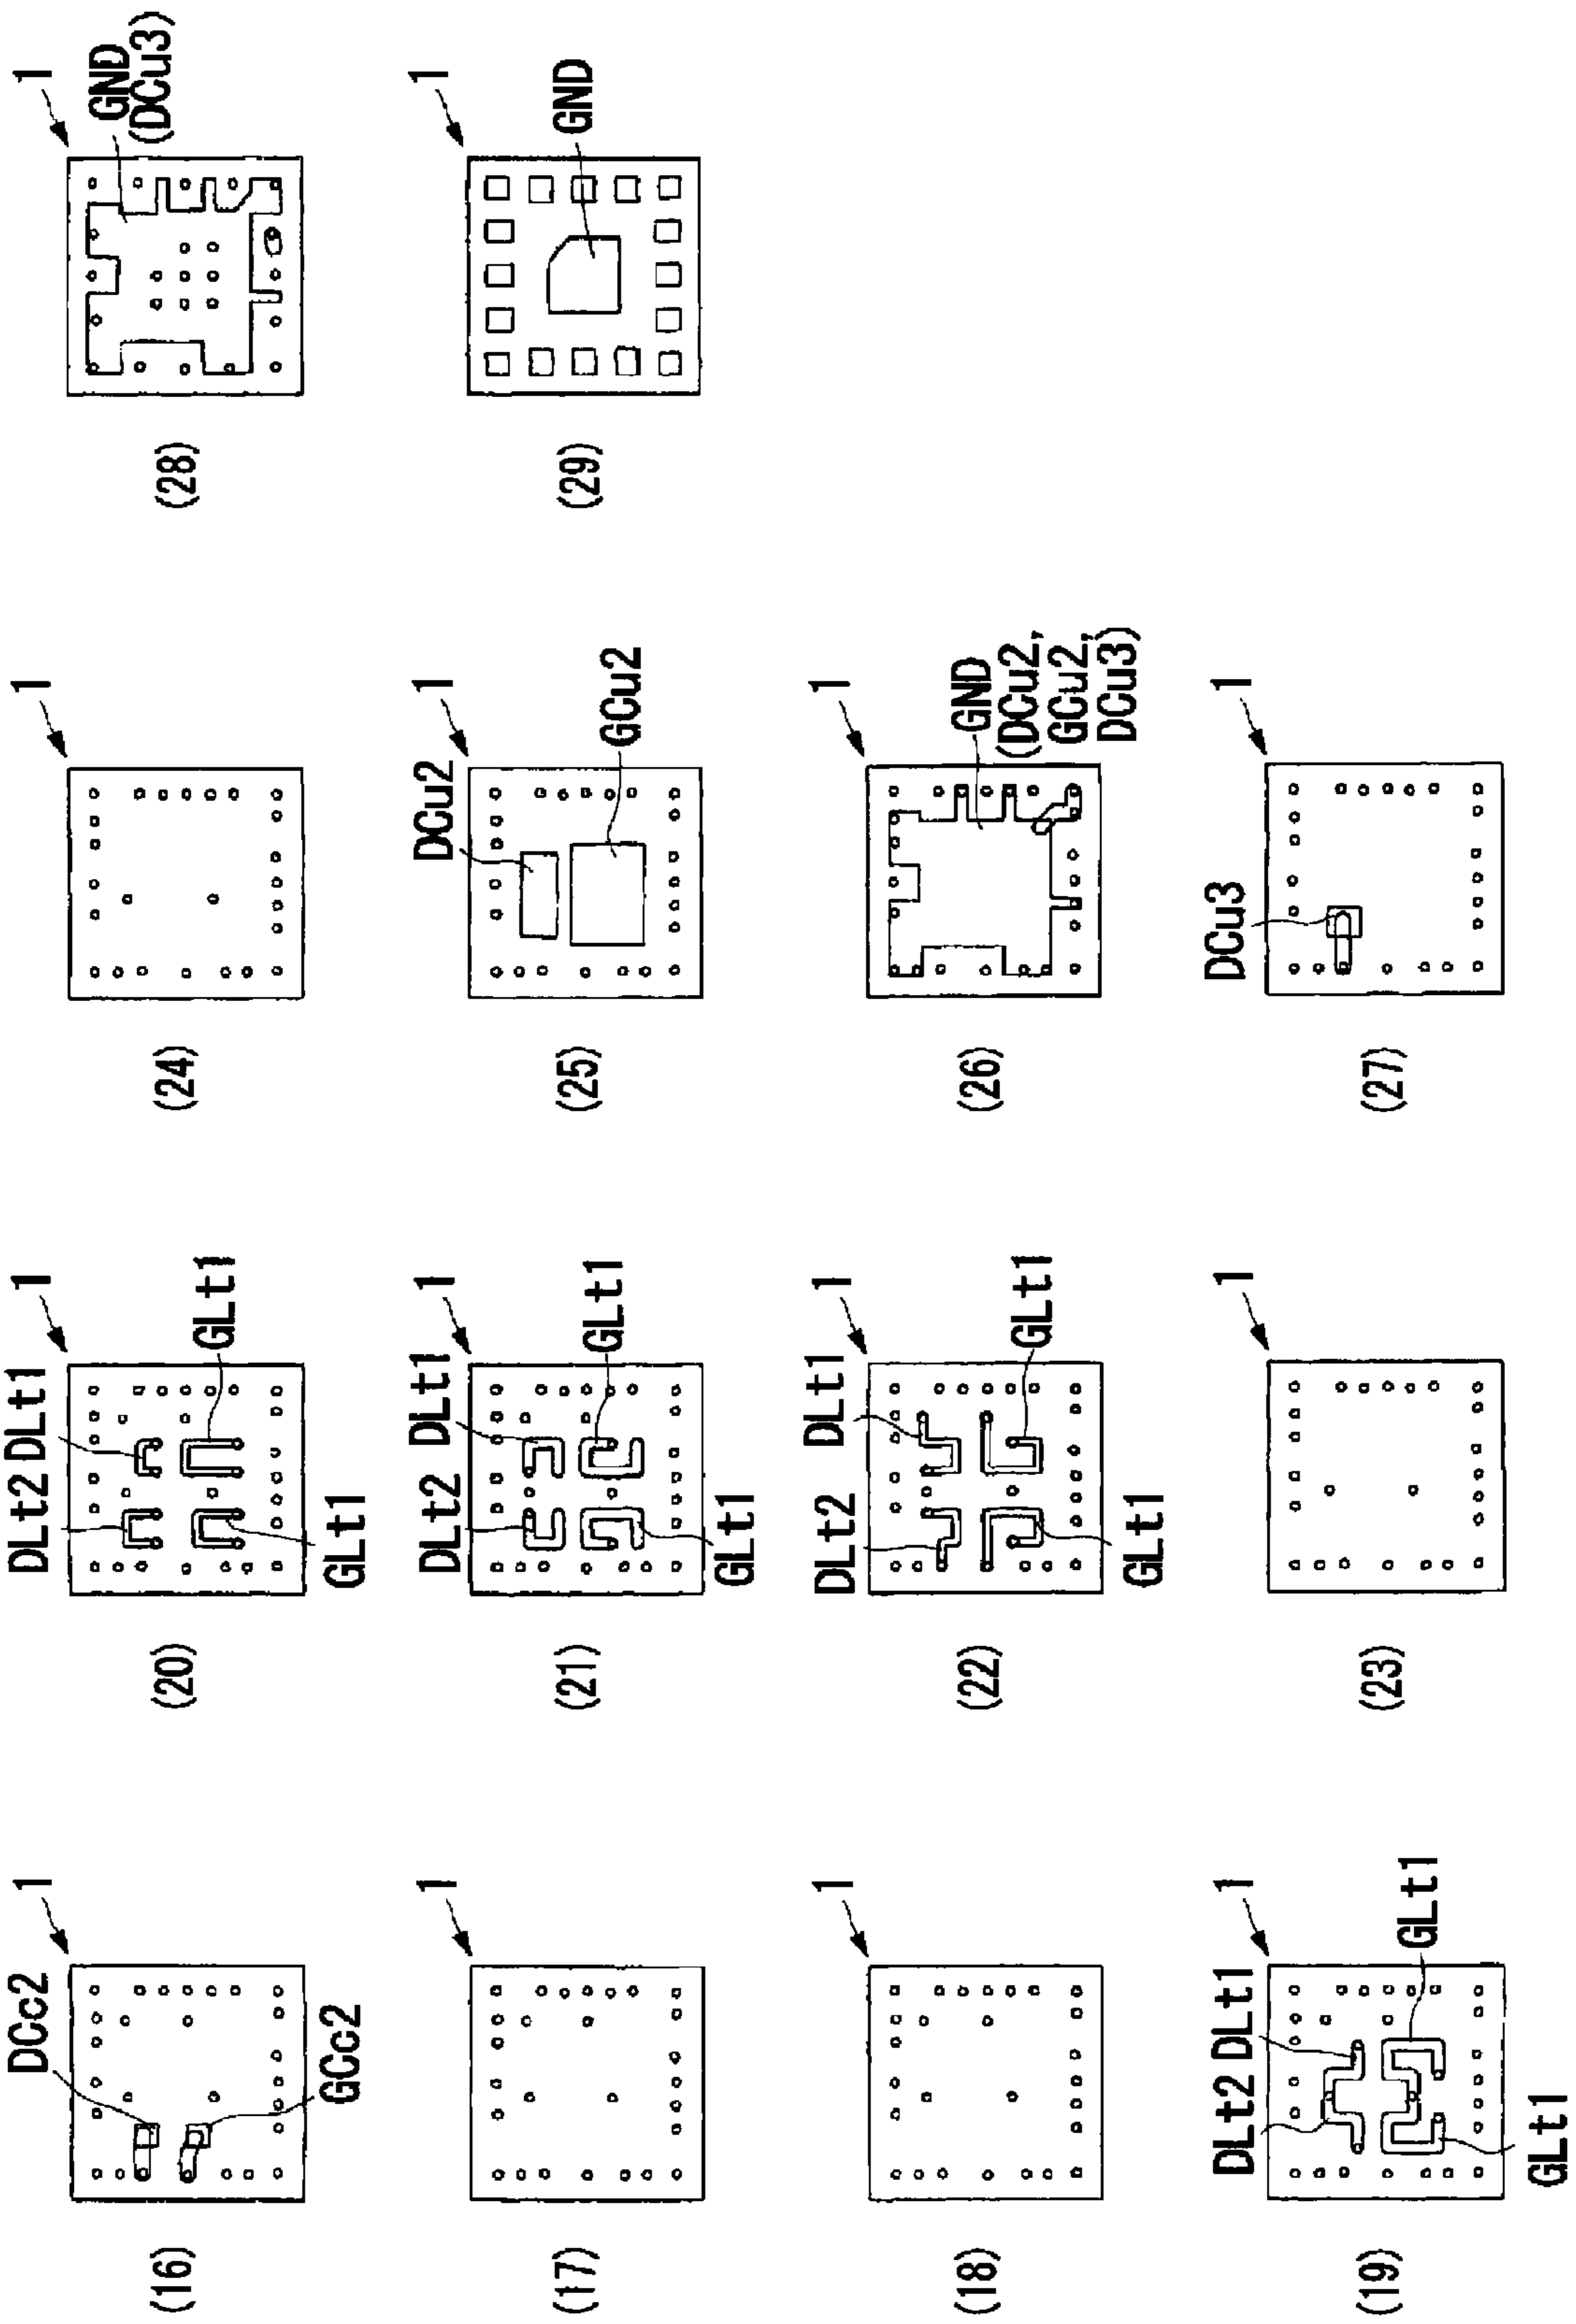 (16)
1
DCc2
GCc2
(17)
1
(18)
1
(19)
1
DLt2 DLt1
GLt1
GLt1
(20)
1
DLt2 DLt1
GLt1
GLt1
(21)
1
DLt1
DLt2
GLt1
GLt1
(22)
1
DLt1
DLt2
GLt1
GLt1
(23)
1
(24)
1
(25)
1
DCu2
GCu2
(26)
1
GND
(DCu2,
GCu2,
DCu3)
(27)
1
DCu3
(28)
1
GND
(DCu3)
(29)
1
GND